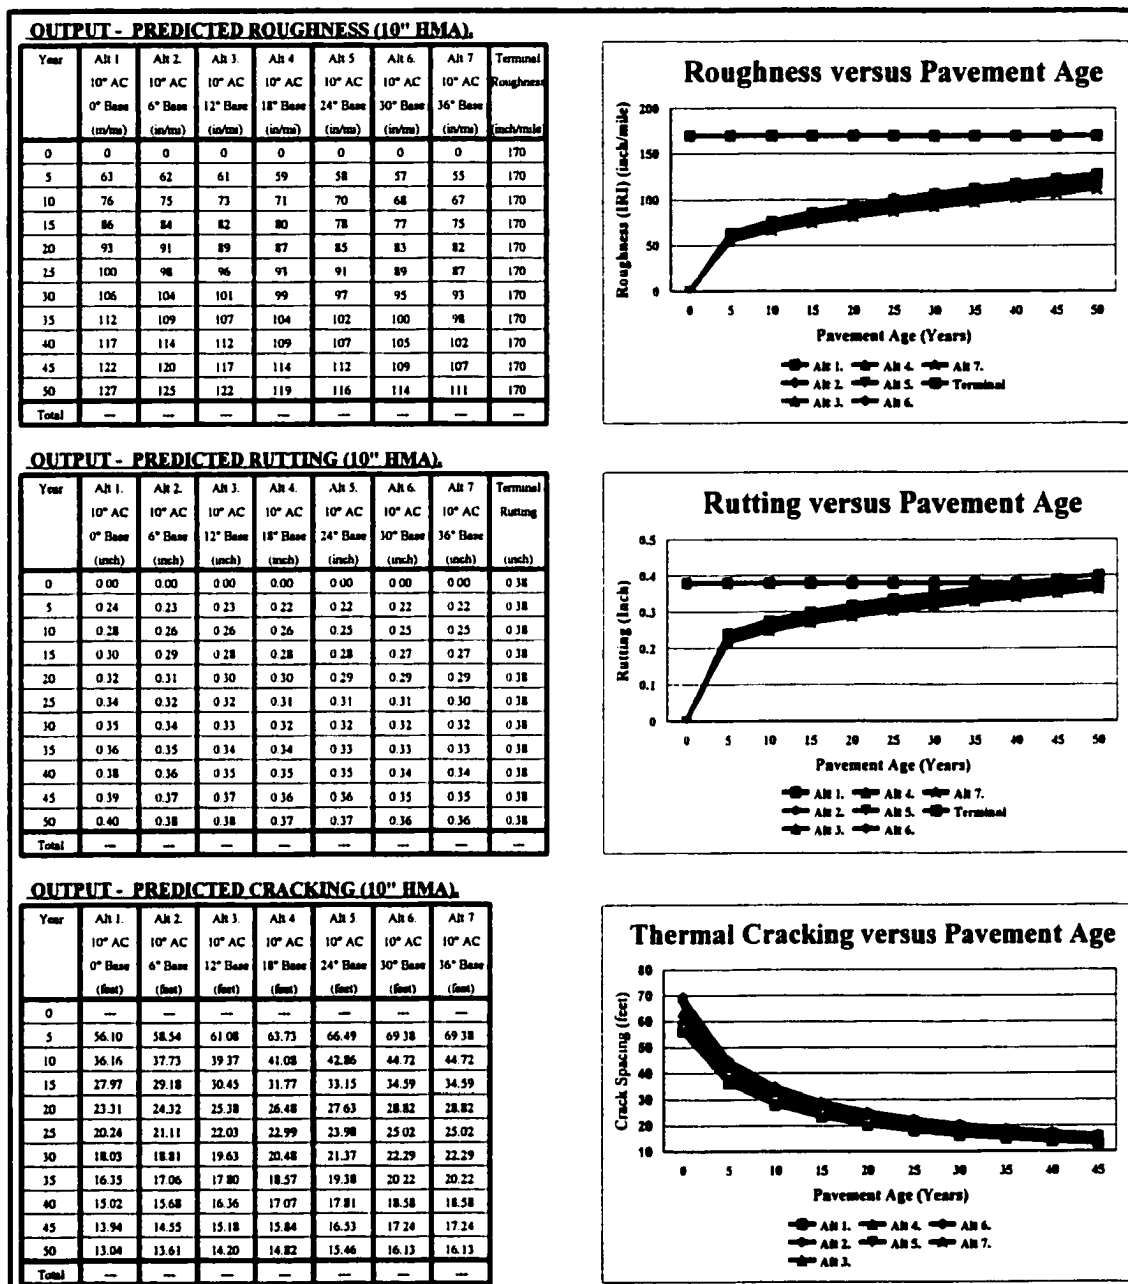 OUTPUT - PREDICTED ROUGHNESS (10" HMA).
Year Alt 1 Alt 2. Alt 3. Alt 4 Alt 5 Alt 6. Alt 7 Terminal
10" AC 10" AC 10" AC 10" AC 10" AC 10" AC 10" AC Roughness
0" Base 6" Base 12" Base 18" Base 24" Base 30" Base 36" Base
(in/mi) (in/mi) (in/mi) (in/mi) (in/mi) (in/mi) (in/mi) (inch/mile)
0 0 0 0 0 0 0 0 170
5 63 62 61 59 58 57 55 170
10 76 75 73 71 70 68 67 170
15 86 84 82 80 78 77 75 170
20 93 91 89 87 85 83 82 170
25 100 98 96 93 91 89 87 170
30 106 104 101 99 97 95 93 170
35 112 109 107 104 102 100 98 170
40 117 114 112 109 107 105 102 170
45 122 120 117 114 112 109 107 170
50 127 125 122 119 116 114 111 170
Total --- --- --- --- --- --- --- ---
Roughness versus Pavement Age
Roughness (IRI) (inch/mile)
200
150
100
50
0
0 5 10 15 20 25 30 35 40 45 50
Pavement Age (Years)
Alt 1. Alt 4. Alt 7.
Alt 2. Alt 5. Terminal
Alt 3. Alt 6.
OUTPUT - PREDICTED RUTTING (10" HMA).
Year Alt 1. Alt 2. Alt 3. Alt 4. Alt 5. Alt 6. Alt 7 Terminal
10" AC 10" AC 10" AC 10" AC 10" AC 10" AC 10" AC Rutting
0" Base 6" Base 12" Base 18" Base 24" Base 30" Base 36" Base
(inch) (inch) (inch) (inch) (inch) (inch) (inch) (inch)
0 0.00 0.00 0.00 0.00 0.00 0.00 0.00 0.38
5 0.24 0.23 0.23 0.22 0.22 0.22 0.22 0.38
10 0.28 0.26 0.26 0.26 0.25 0.25 0.25 0.38
15 0.30 0.29 0.28 0.28 0.28 0.27 0.27 0.38
20 0.32 0.31 0.30 0.30 0.29 0.29 0.29 0.38
25 0.34 0.32 0.32 0.31 0.31 0.31 0.30 0.38
30 0.35 0.34 0.33 0.32 0.32 0.32 0.32 0.38
35 0.36 0.35 0.34 0.34 0.33 0.33 0.33 0.38
40 0.38 0.36 0.35 0.35 0.35 0.34 0.34 0.38
45 0.39 0.37 0.37 0.36 0.36 0.35 0.35 0.38
50 0.40 0.38 0.38 0.37 0.37 0.36 0.36 0.38
Total --- --- --- --- --- --- --- ---
Rutting versus Pavement Age
Rutting (Inch)
0.5
0.4
0.3
0.2
0.1
0
0 5 10 15 20 25 30 35 40 45 50
Pavement Age (Years)
Alt 1. Alt 4. Alt 7.
Alt 2. Alt 5. Terminal
Alt 3. Alt 6.
OUTPUT - PREDICTED CRACKING (10" HMA).
Year Alt 1. Alt 2. Alt 3. Alt 4 Alt 5 Alt 6. Alt 7
10" AC 10" AC 10" AC 10" AC 10" AC 10" AC 10" AC
0" Base 6" Base 12" Base 18" Base 24" Base 30" Base 36" Base
(feet) (feet) (feet) (feet) (feet) (feet) (feet)
0 --- --- --- --- --- --- ---
5 56.10 58.54 61.08 63.73 66.49 69.38 69.38
10 36.16 37.73 39.37 41.08 42.86 44.72 44.72
15 27.97 29.18 30.45 31.77 33.15 34.59 34.59
20 23.31 24.32 25.38 26.48 27.63 28.82 28.82
25 20.24 21.11 22.03 22.99 23.98 25.02 25.02
30 18.03 18.81 19.63 20.48 21.37 22.29 22.29
35 16.35 17.06 17.80 18.57 19.38 20.22 20.22
40 15.02 15.68 16.36 17.07 17.81 18.58 18.58
45 13.94 14.55 15.18 15.84 16.53 17.24 17.24
50 13.04 13.61 14.20 14.82 15.46 16.13 16.13
Total --- --- --- --- --- --- ---
Thermal Cracking versus Pavement Age
Crack Spacing (feet)
80
70
60
50
40
30
20
10
0 5 10 15 20 25 30 35 40 45
Pavement Age (Years)
Alt 1. Alt 4. Alt 6.
Alt 2. Alt 5. Alt 7.
Alt 3.